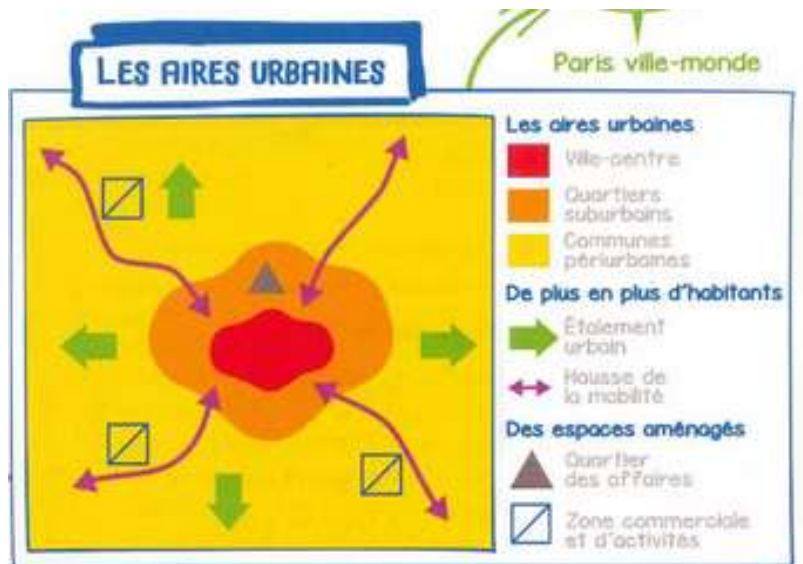 Paris ville-monde
LES AIRES URBAINES
Les aires urbaines
Ville-centre
Quartiers
suburbains
Communes
périurbaines
De plus en plus d'habitants
Étalement
urbain
Hausse de
la mobilité
Des espaces aménagés
Quartier
des affaires
Zone commerciale
et d'activités